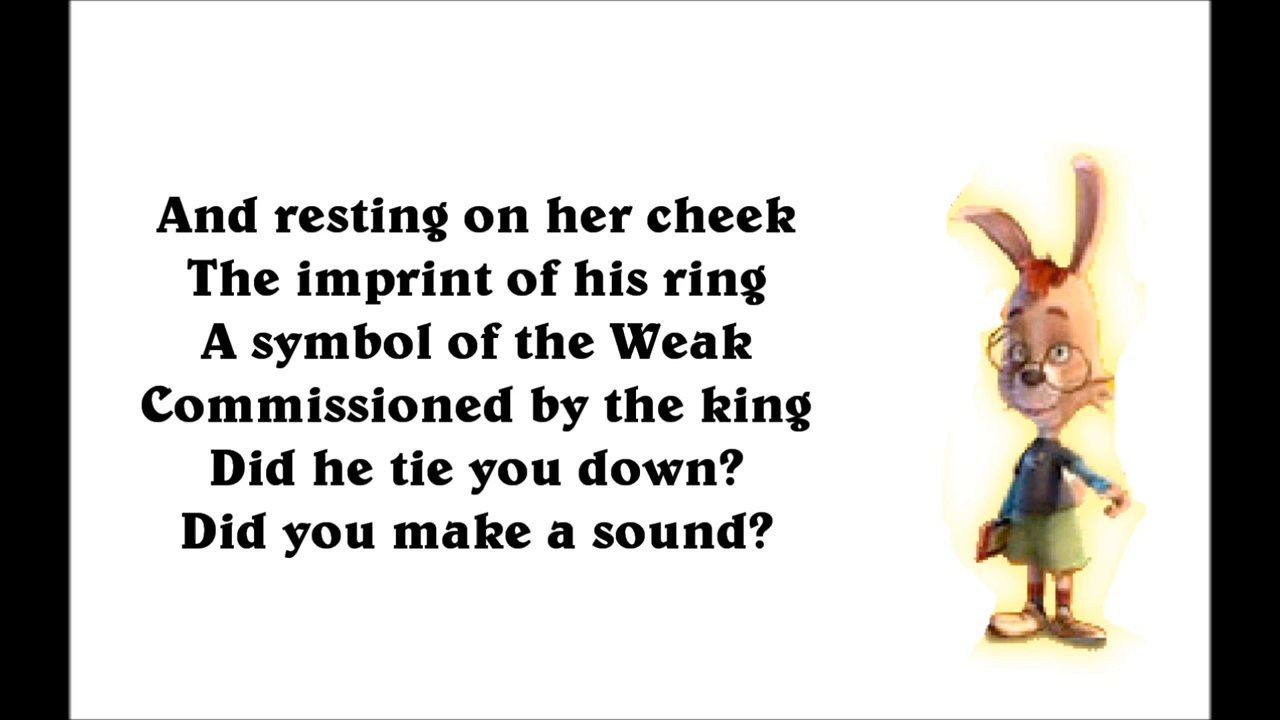 And resting on her cheek
The imprint of his ring
A symbol of the Weak
Commissioned by the king
Did he tie you down?
Did you make a sound?